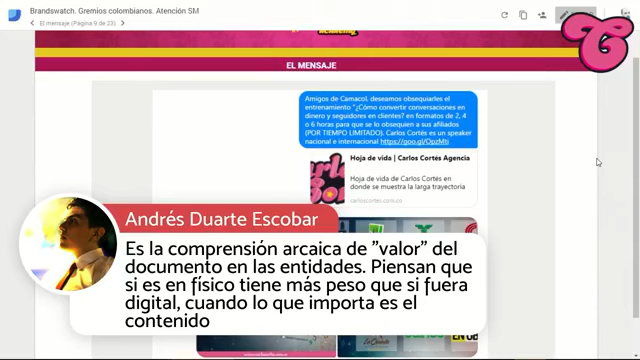 Brandswatch. Gremios colombianos. Atención SM
El mensaje (Página 9 de 23)
EL MENSAJE
Amigos de Camacol, deseamos obsequiarles el
entrenamiento "¿Cómo convertir conversaciones en
dinero y seguidores en clientes? en formatos de 2, 4
o 6 horas para que se lo obsequien a sus afiliados
(POR TIEMPO LIMITADO). Carlos Cortés es un speaker
nacional e internacional https://goo.gl/OpzMti
Hoja de vida | Carlos Cortés Agencia
Hoja de vida de Carlos Cortés en
donde se muestra la larga trayectoria
carloscortes.com.co
Andrés Duarte Escobar
Es la comprensión arcaica de "valor" del
documento en las entidades. Piensan que
si es en físico tiene más peso que si fuera
digital, cuando lo que importa es el
contenido